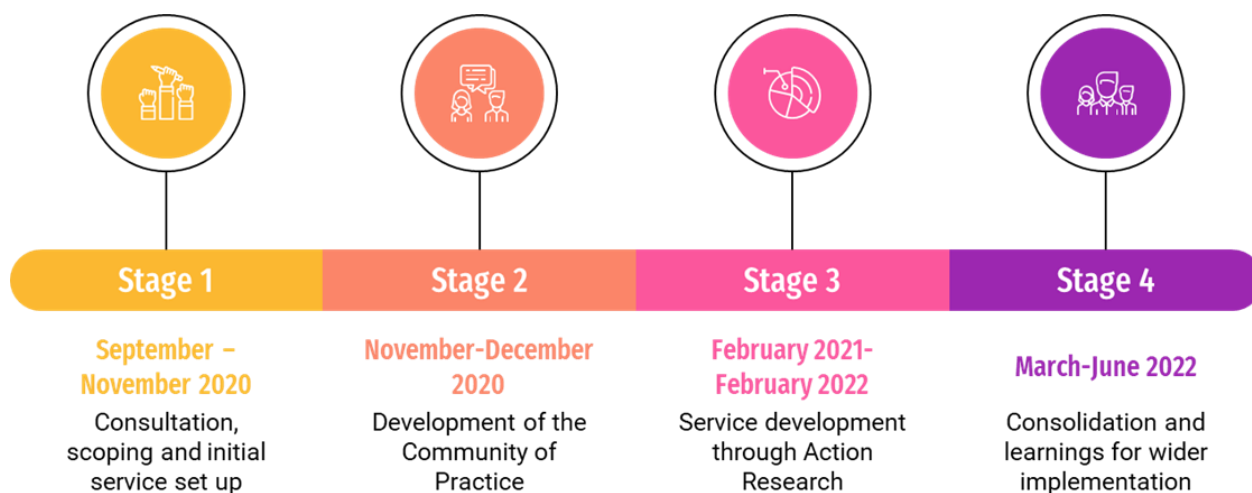 Stage 1
Stage 2
Stage 3
Stage 4
September –
November 2020
Consultation,
scoping and initial
service set up
November-December
2020
Development of the
Community of
Practice
February 2021-
February 2022
Service development
through Action
Research
March-June 2022
Consolidation and
learnings for wider
implementation